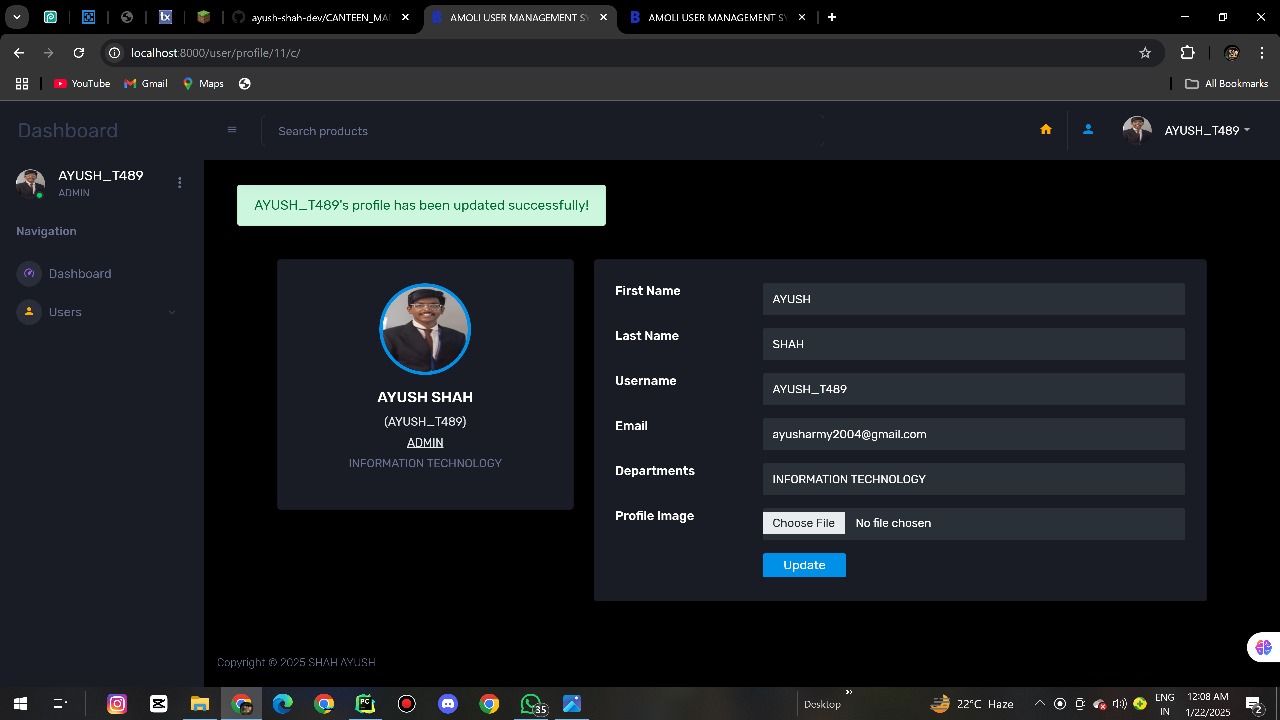 ayush-shah-dev/CANTEEN_MA
AMOLI USER MANAGEMENT SY
AMOLI USER MANAGEMENT SY
localhost:8000/user/profile/11/c/
YouTube Gmail Maps All Bookmarks
Dashboard Search products AYUSH_T489
AYUSH_T489
ADMIN
Navigation
Dashboard
Users
AYUSH_T489's profile has been updated successfully!
AYUSH SHAH
(AYUSH_T489)
ADMIN
INFORMATION TECHNOLOGY
First Name AYUSH
Last Name SHAH
Username AYUSH_T489
Email ayusharmy2004@gmail.com
Departments INFORMATION TECHNOLOGY
Profile Image Choose File No file chosen
Update
Copyright © 2025 SHAH AYUSH
PC
35
Desktop
22°C Haze
ENG
IN
12:08 AM
1/22/2025
2